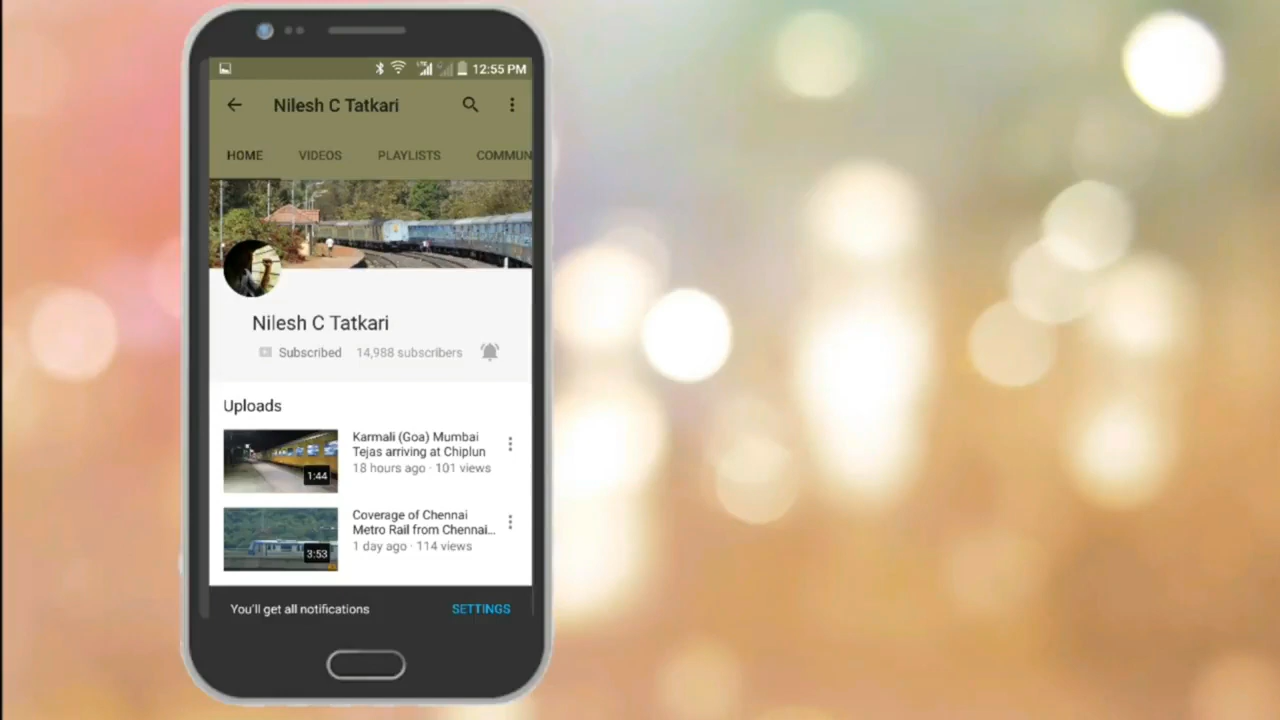 12:55 PM
Nilesh C Tatkari
HOME VIDEOS PLAYLISTS COMMUN
Nilesh C Tatkari
Subscribed 14,988 subscribers
Uploads
Karmali (Goa) Mumbai
Tejas arriving at Chiplun
18 hours ago · 101 views
1:44
Coverage of Chennai
Metro Rail from Chennai...
1 day ago · 114 views
3:53
You'll get all notifications SETTINGS